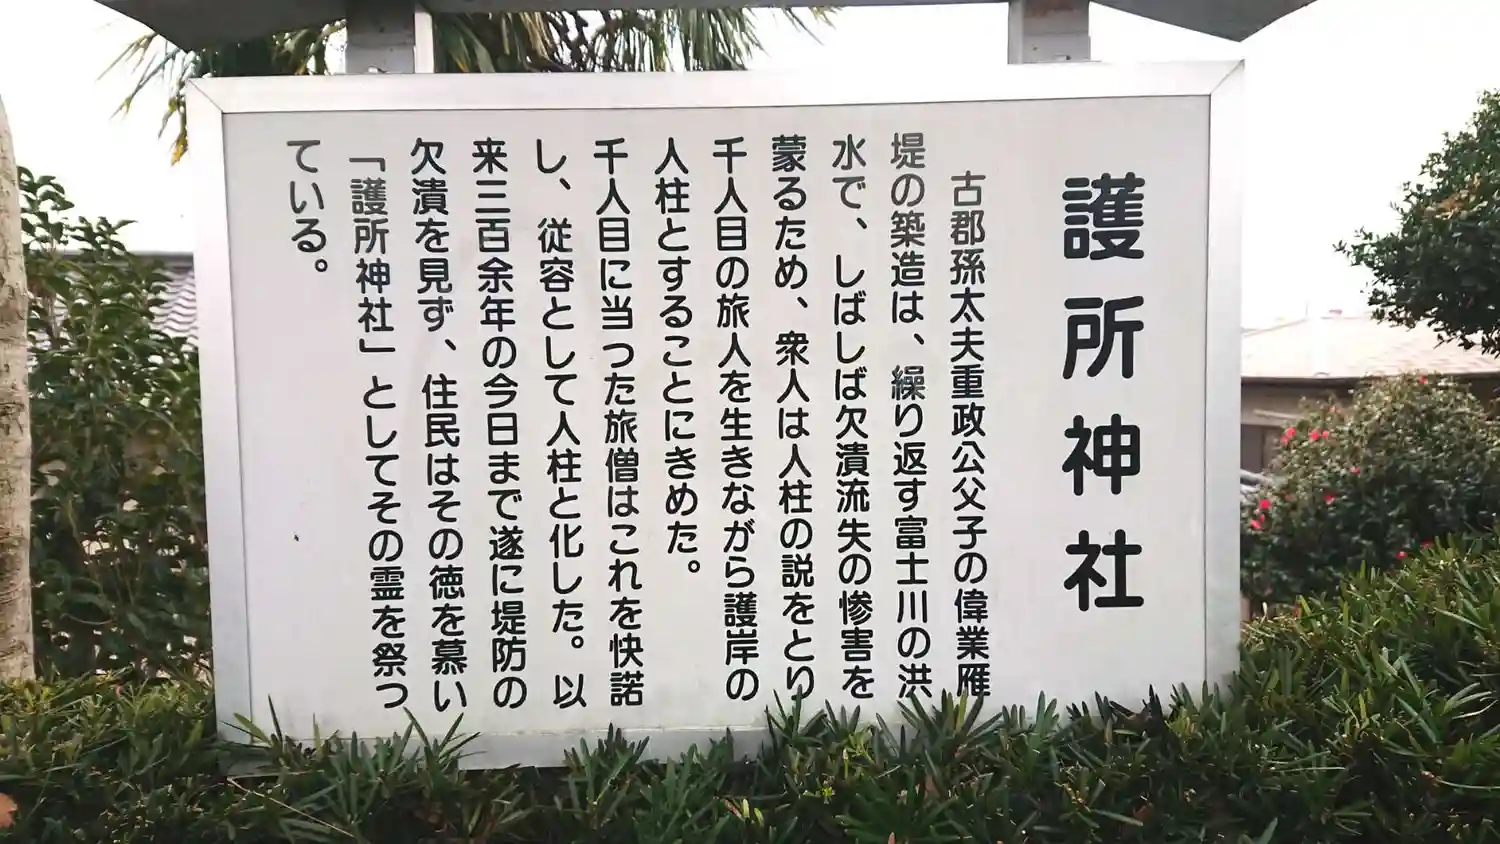 護所神社
古郡孫太夫重政公父子の偉業雁
堤の築造は、繰り返す富士川の洪
水で、しばしば欠潰流失の惨害を
蒙るため、衆人は人柱の説をとり
千人目の旅人を生きながら護岸の
人柱とすることにきめた。
千人目に当った旅僧はこれを快諾
し、従容として人柱と化した。以
来三百余年の今日まで遂に堤防の
欠潰を見ず、住民はその徳を慕い
「護所神社」としてその霊を祭っ
ている。